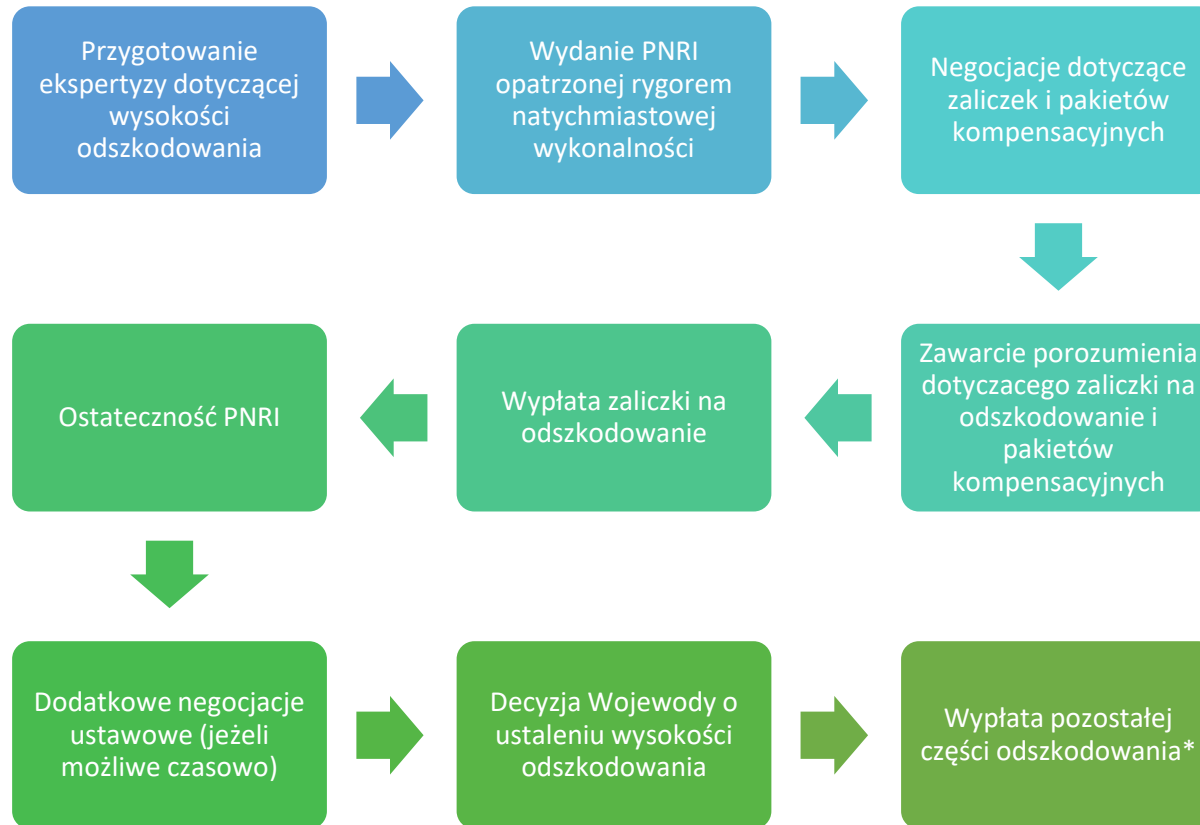 Przygotowanie
ekspertyzy dotyczącej
wysokości
odszkodowania
Wydanie PNRI
opatrzonej rygorem
natychmiastowej
wykonalności
Negocjacje dotyczące
zaliczek i pakietów
kompensacyjnych
Zawarcie porozumienia
dotyczacego zaliczki na
odszkodowanie i
pakietów
kompensacyjnych
Wypłata zaliczki na
odszkodowanie
Ostateczność PNRI
Dodatkowe negocjacje
ustawowe (jeżeli
możliwe czasowo)
Decyzja Wojewody o
ustaleniu wysokości
odszkodowania
Wypłata pozostałej
części odszkodowania*